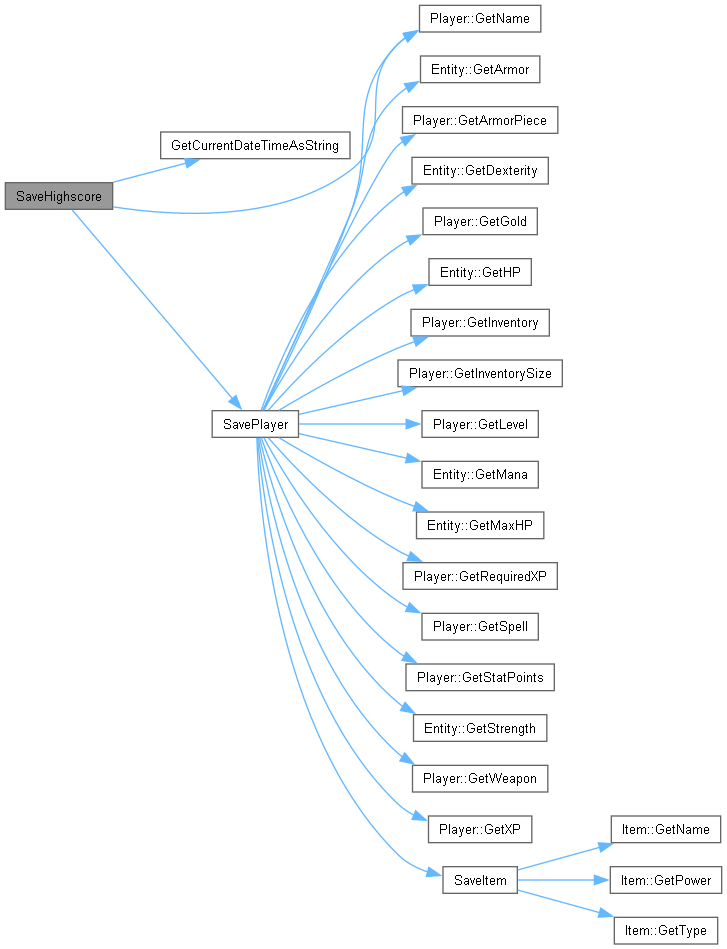 SaveHighscore
GetCurrentDateTimeAsString
SavePlayer
Player::GetName
Entity::GetArmor
Player::GetArmorPiece
Entity::GetDexterity
Player::GetGold
Entity::GetHP
Player::GetInventory
Player::GetInventorySize
Player::GetLevel
Entity::GetMana
Entity::GetMaxHP
Player::GetRequiredXP
Player::GetSpell
Player::GetStatPoints
Entity::GetStrength
Player::GetWeapon
Player::GetXP
SaveItem
Item::GetName
Item::GetPower
Item::GetType